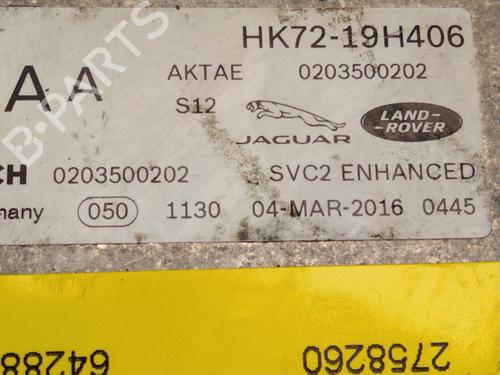 HK72-19H406
A A
AKTAE 0203500202
S12
JAGUAR
LAND-
-ROVER
CH 0203500202 SVC2 ENHANCED
many 050 1130 04-MAR-2016 0445
64288
2758260
B-PARTS